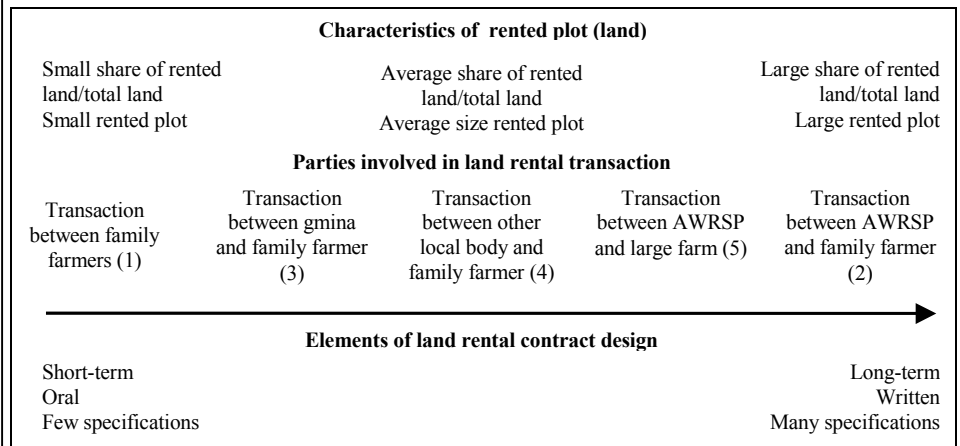 Characteristics of rented plot (land)
Small share of rented
land/total land
Small rented plot
Average share of rented
land/total land
Average size rented plot
Large share of rented
land/total land
Large rented plot
Parties involved in land rental transaction
Transaction
between family
farmers (1)
Transaction
between gmina
and family farmer
(3)
Transaction
between other
local body and
family farmer (4)
Transaction
between AWRSP
and large farm (5)
Transaction
between AWRSP
and family farmer
(2)
Elements of land rental contract design
Short-term
Oral
Few specifications
Long-term
Written
Many specifications